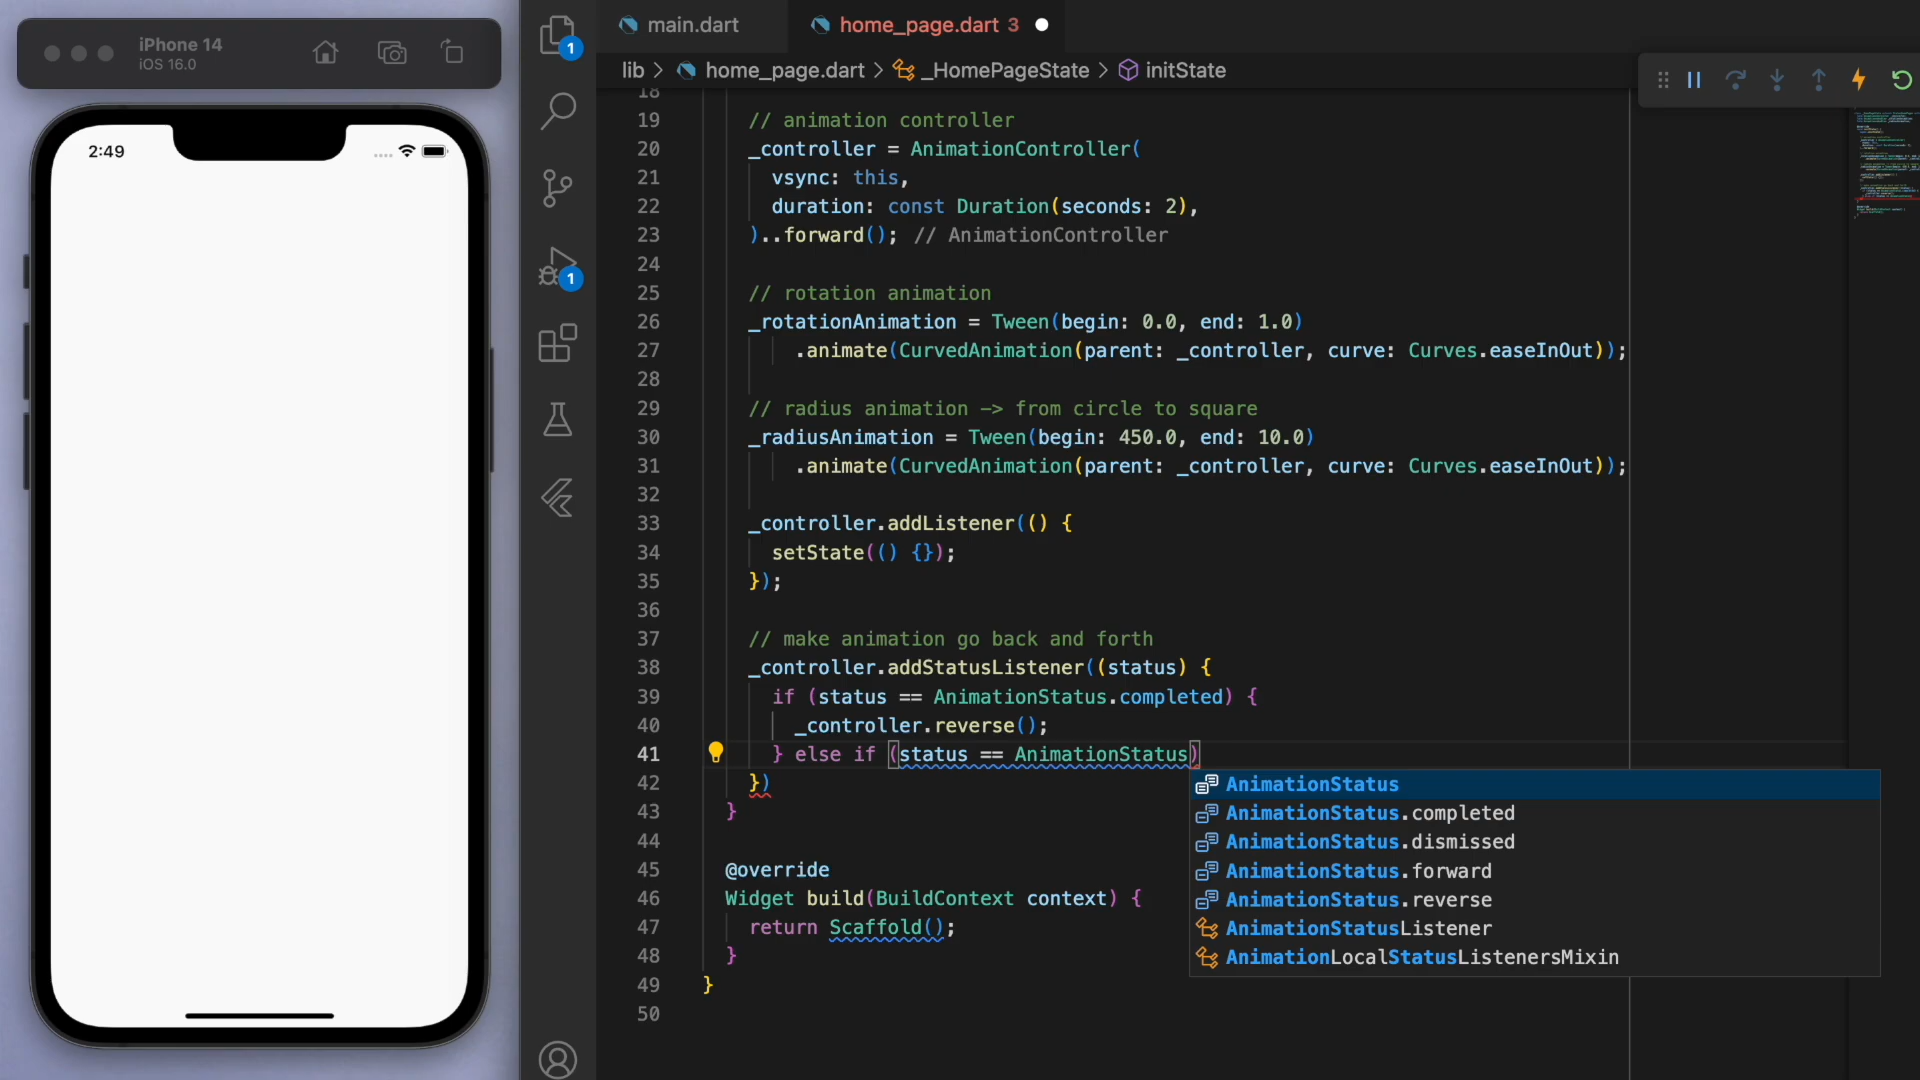 iPhone 14
iOS 16.0
2:49
1
1
main.dart
home_page.dart 3
lib > home_page.dart > _HomePageState > initState
18
19 // animation controller
20 _controller = AnimationController(
21 vsync: this,
22 duration: const Duration(seconds: 2),
23 )..forward(); // AnimationController
24
25 // rotation animation
26 _rotationAnimation = Tween(begin: 0.0, end: 1.0)
27 .animate(CurvedAnimation(parent: _controller, curve: Curves.easeInOut));
28
29 // radius animation -> from circle to square
30 _radiusAnimation = Tween(begin: 450.0, end: 10.0)
31 .animate(CurvedAnimation(parent: _controller, curve: Curves.easeInOut));
32
33 _controller.addListener(() {
34 setState(() {});
35 });
36
37 // make animation go back and forth
38 _controller.addStatusListener((status) {
39 if (status == AnimationStatus.completed) {
40 _controller.reverse();
41 } else if (status == AnimationStatus)
42 })
43 }
44
45 @override
46 Widget build(BuildContext context) {
47 return Scaffold();
48 }
49 }
50
AnimationStatus
AnimationStatus.completed
AnimationStatus.dismissed
AnimationStatus.forward
AnimationStatus.reverse
AnimationStatusListener
AnimationLocalStatusListenersMixin